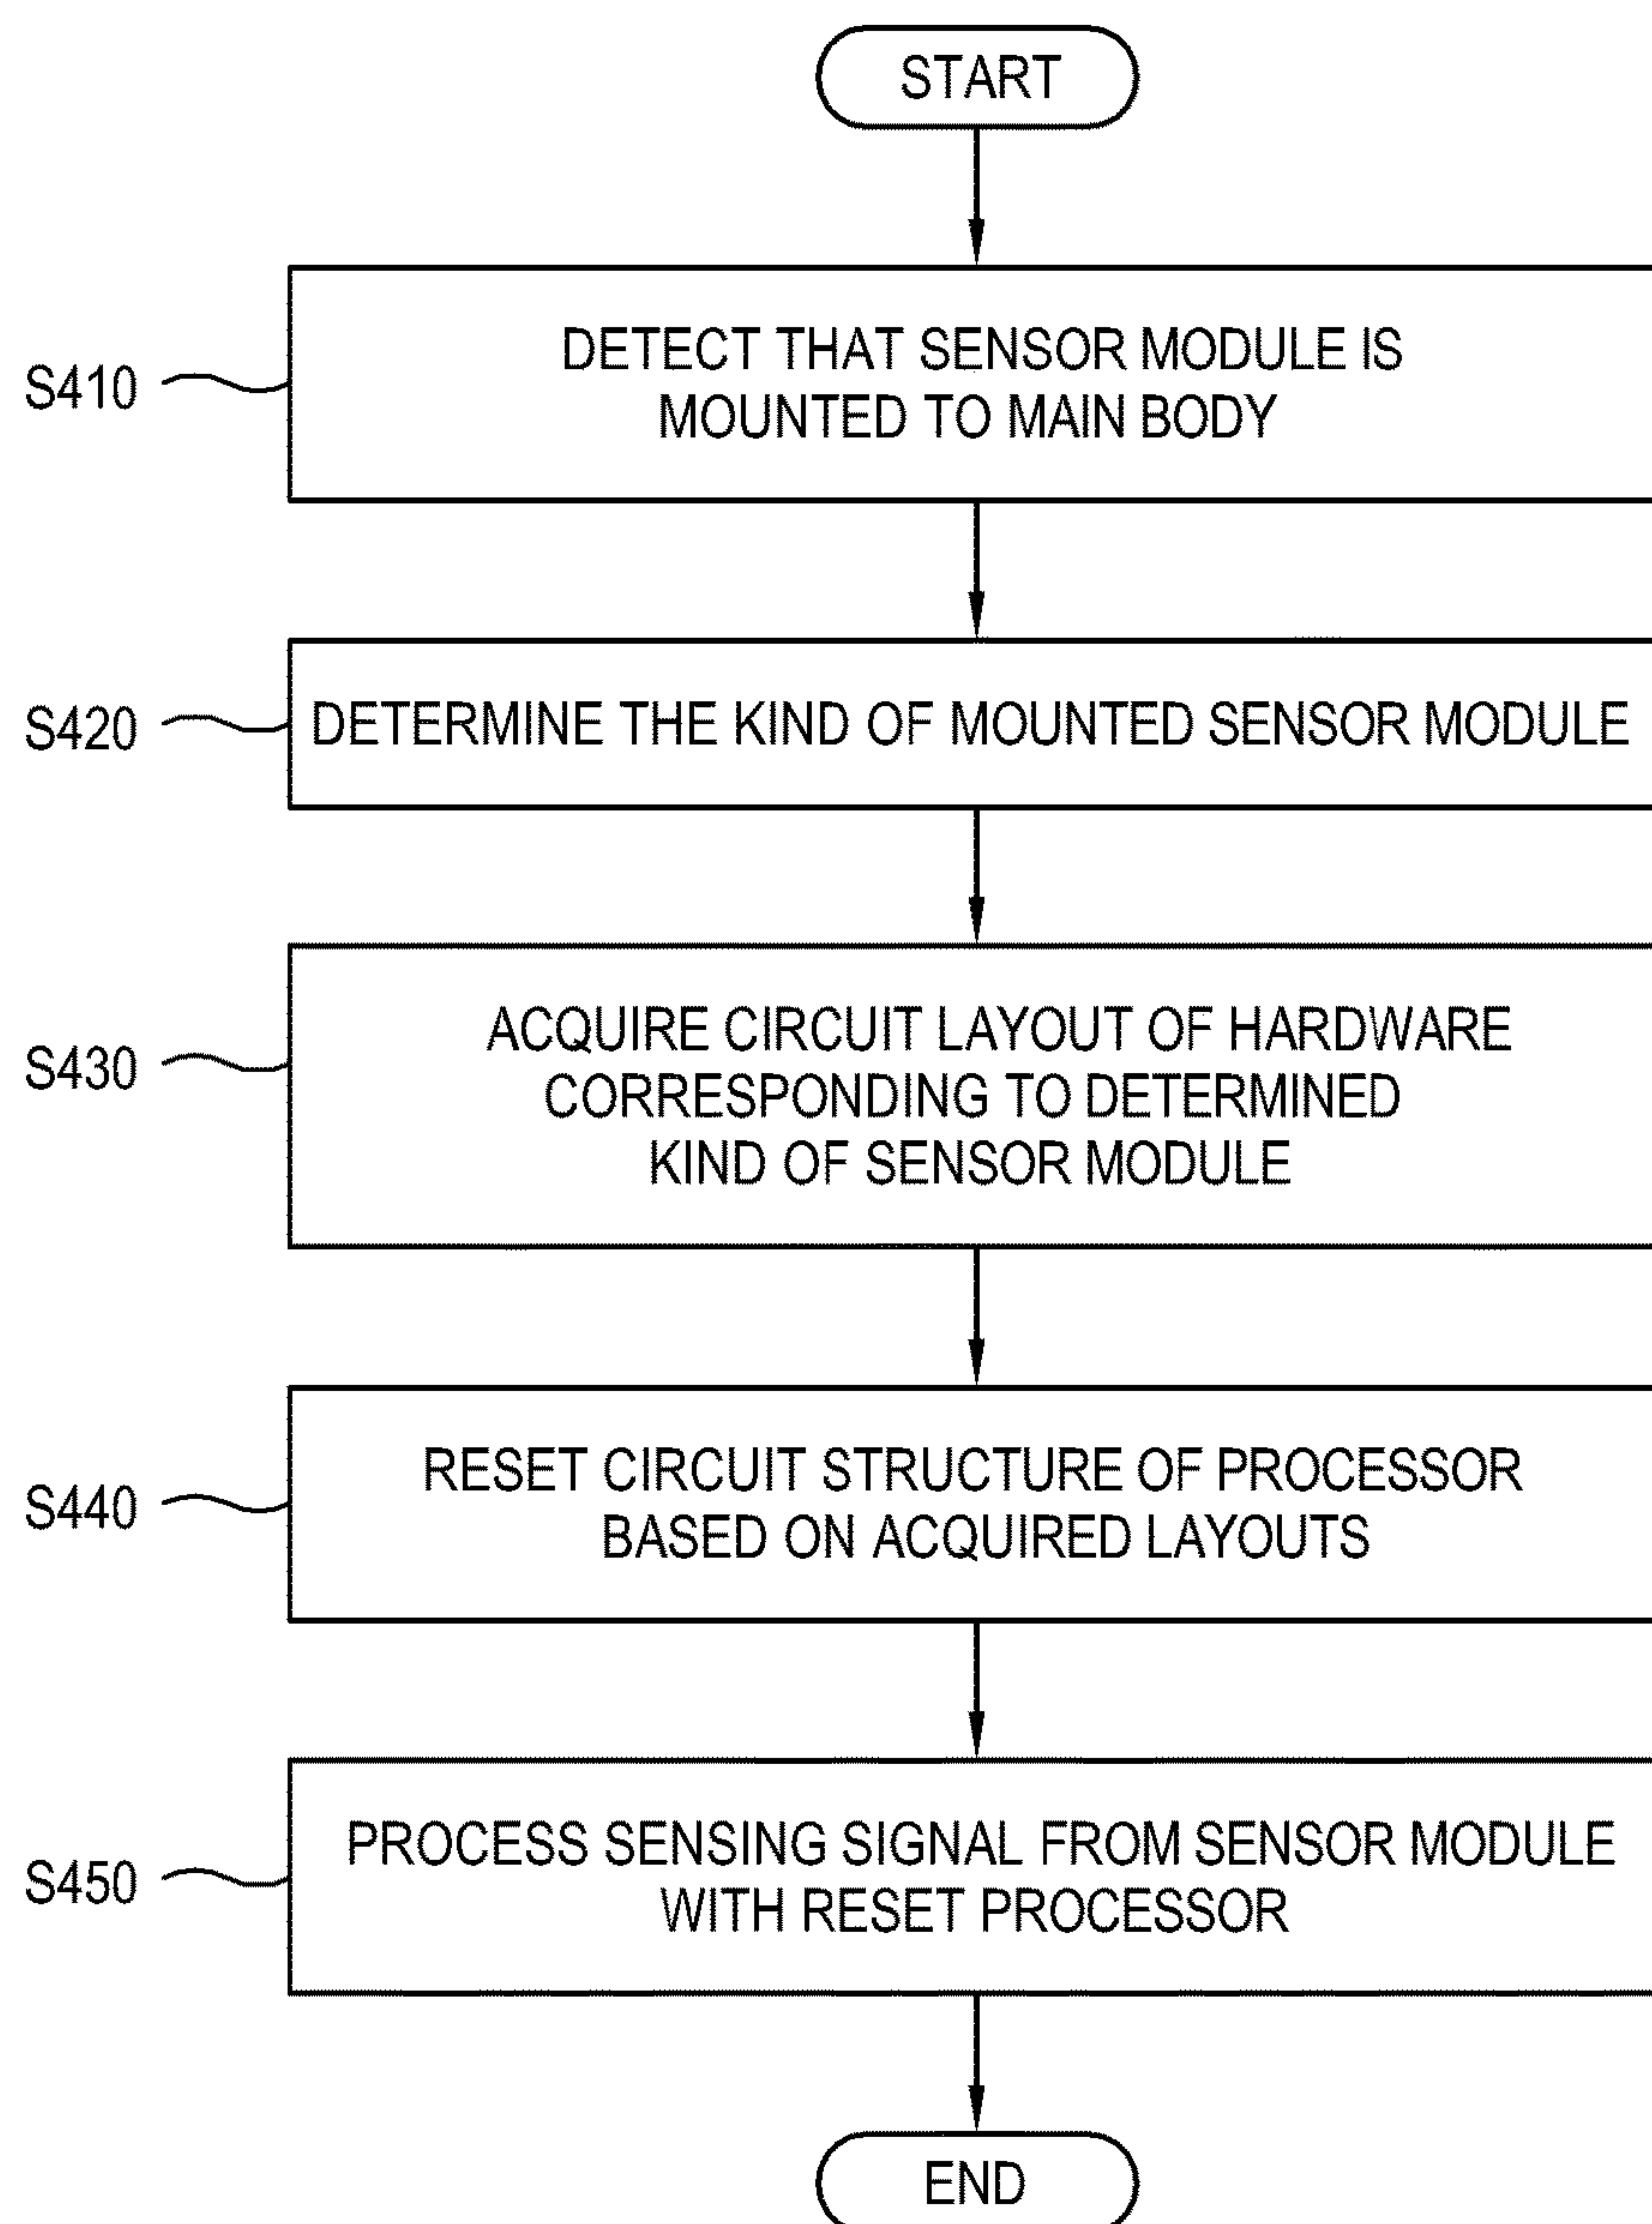 START
S410
DETECT THAT SENSOR MODULE IS
MOUNTED TO MAIN BODY
S420
DETERMINE THE KIND OF MOUNTED SENSOR MODULE
S430
ACQUIRE CIRCUIT LAYOUT OF HARDWARE
CORRESPONDING TO DETERMINED
KIND OF SENSOR MODULE
S440
RESET CIRCUIT STRUCTURE OF PROCESSOR
BASED ON ACQUIRED LAYOUTS
S450
PROCESS SENSING SIGNAL FROM SENSOR MODULE
WITH RESET PROCESSOR
END